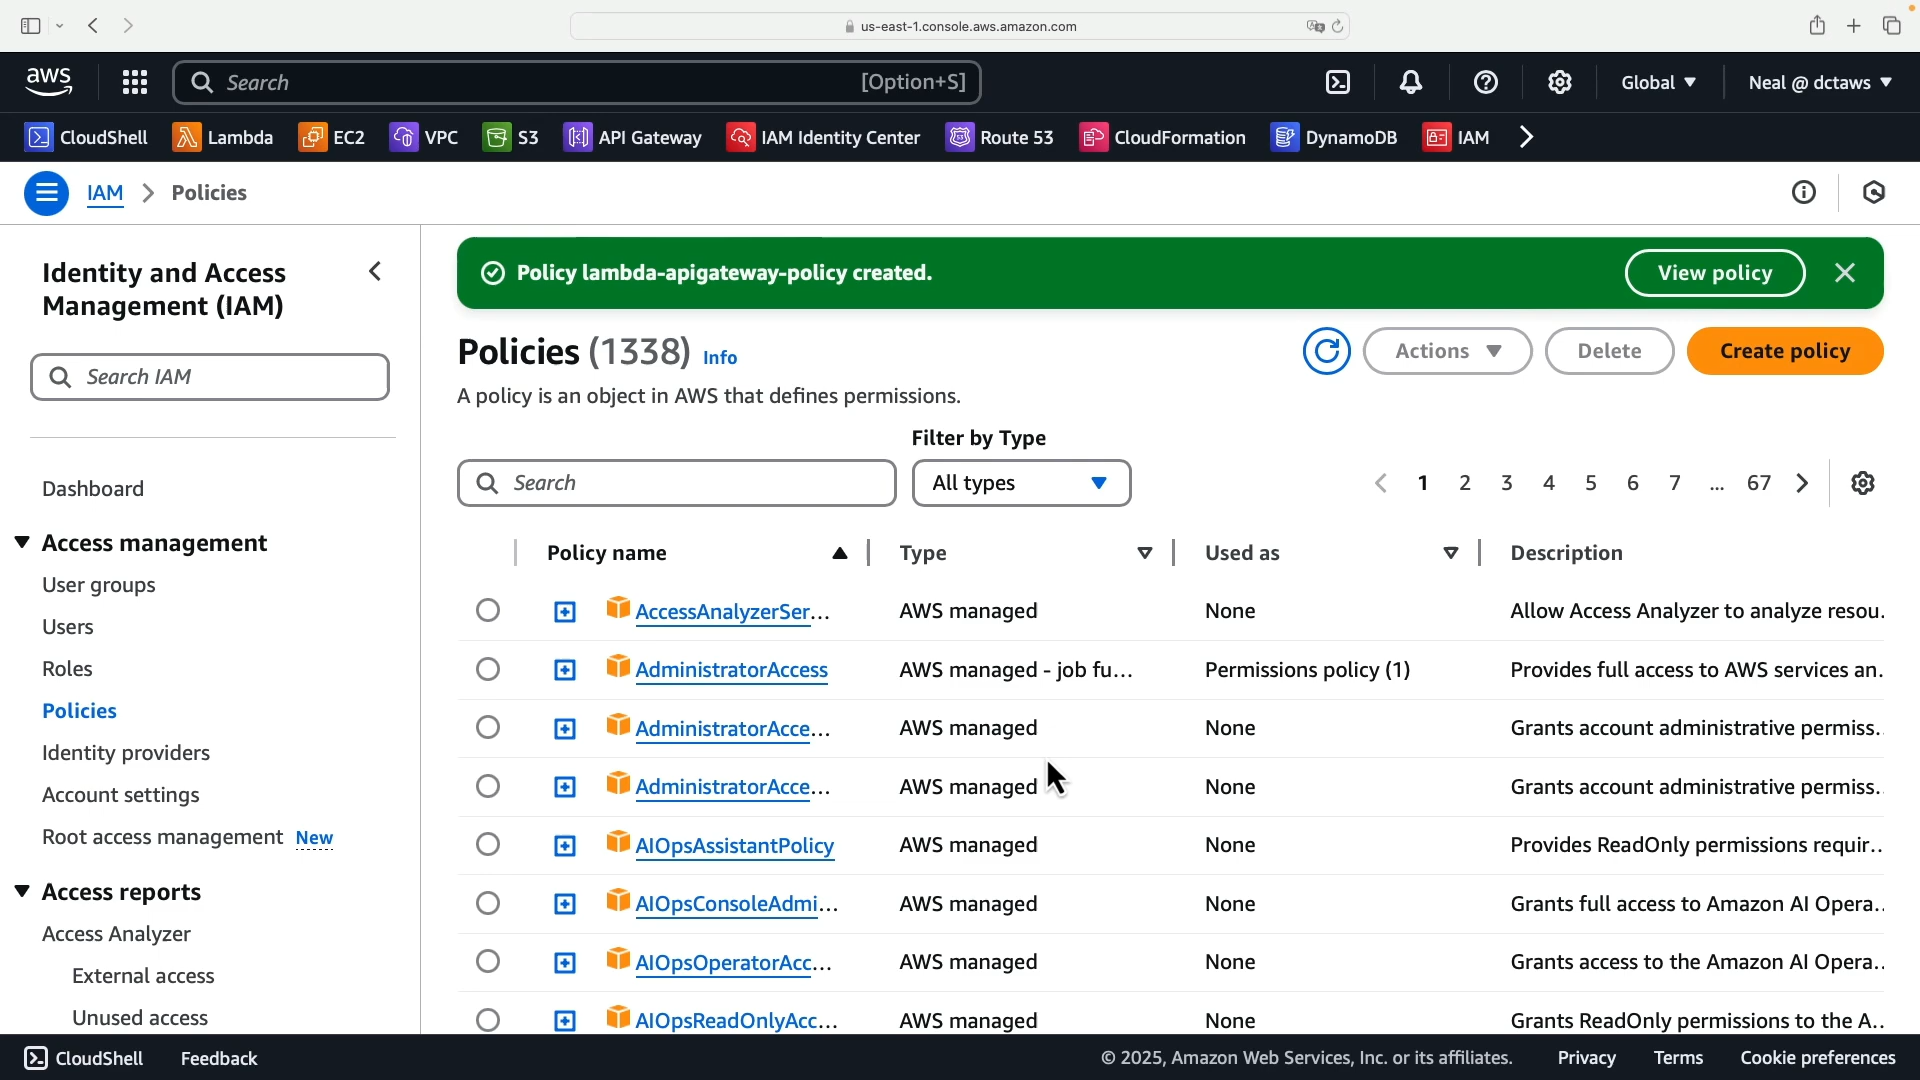 us-east-1.console.aws.amazon.com
aws
Search [Option+S]
Global ▼ Neal @ dctaws ▼
CloudShell Lambda EC2 VPC S3 API Gateway IAM Identity Center Route 53 CloudFormation DynamoDB IAM
IAM > Policies
Identity and Access
Management (IAM)
Search IAM
Dashboard
Access management
User groups
Users
Roles
Policies
Identity providers
Account settings
Root access management New
Access reports
Access Analyzer
External access
Unused access
Policy lambda-apigateway-policy created. View policy
Policies (1338) Info
Actions ▼ Delete Create policy
A policy is an object in AWS that defines permissions.
Filter by Type
Search All types 1 2 3 4 5 6 7 ... 67
Policy name Type Used as Description
AccessAnalyzerSer... AWS managed None Allow Access Analyzer to analyze resou.
AdministratorAccess AWS managed - job fu... Permissions policy (1) Provides full access to AWS services an.
AdministratorAcce... AWS managed None Grants account administrative permiss.
AdministratorAcce... AWS managed None Grants account administrative permiss.
AIOpsAssistantPolicy AWS managed None Provides ReadOnly permissions requir..
AIOpsConsoleAdmi... AWS managed None Grants full access to Amazon AI Opera..
AIOpsOperatorAcc... AWS managed None Grants access to the Amazon AI Opera..
AIOpsReadOnlyAcc... AWS managed None Grants ReadOnly permissions to the A..
CloudShell Feedback © 2025, Amazon Web Services, Inc. or its affiliates. Privacy Terms Cookie preferences